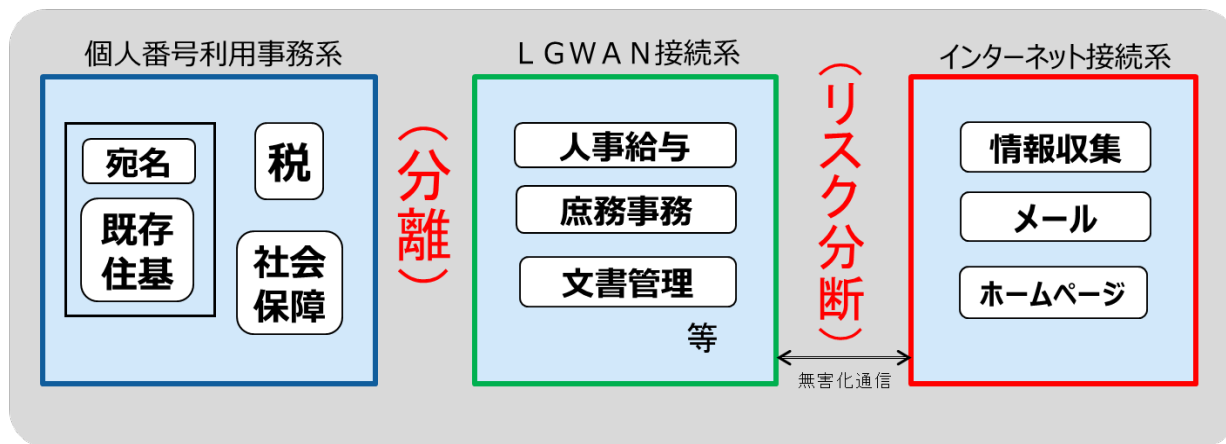 個人番号利用事務系
宛名
既存
住基
税
社会
保障
(分離)
LGWAN接続系
人事給与
庶務事務
文書管理
等
(リスク分断)
無害化通信
インターネット接続系
情報収集
メール
ホームページ